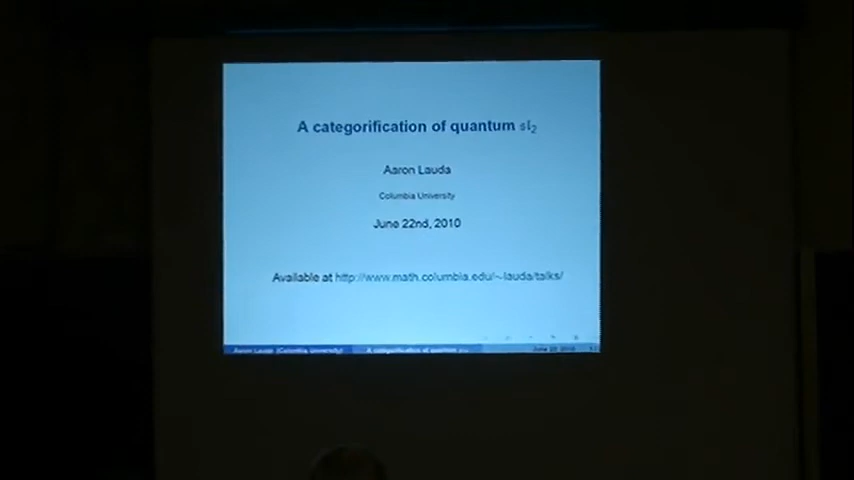 A categorification of quantum 𝔰𝔩₂
Aaron Lauda
Columbia University
June 22nd, 2010
Available at http://www.math.columbia.edu/~lauda/talks/
Aaron Lauda (Columbia University) A categorification of quantum June 22, 2010